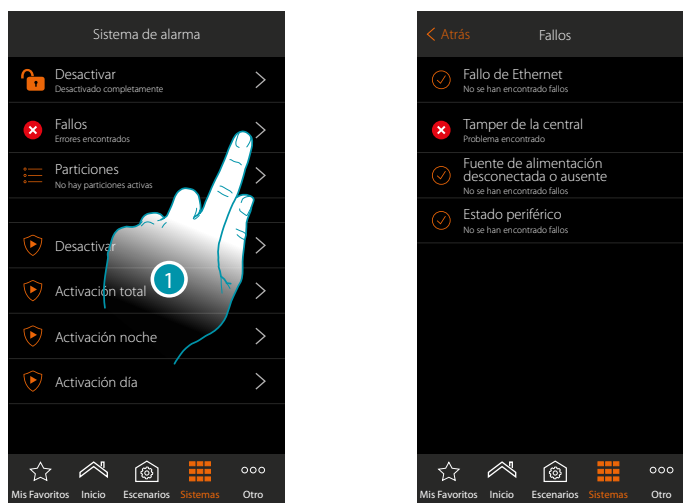 Sistema de alarma
Desactivar
Desactivado completamente
Fallos
Errores encontrados
Particiones
No hay particiones activas
Desactivar
Activación total
1
Activación noche
Activación día
Mis Favoritos Inicio Escenarios Sistemas Otro
Atrás Fallos
Fallo de Ethernet
No se han encontrado fallos
Tamper de la central
Problema encontrado
Fuente de alimentación
desconectada o ausente
No se han encontrado fallos
Estado periférico
No se han encontrado fallos
Mis Favoritos Inicio Escenarios Sistemas Otro